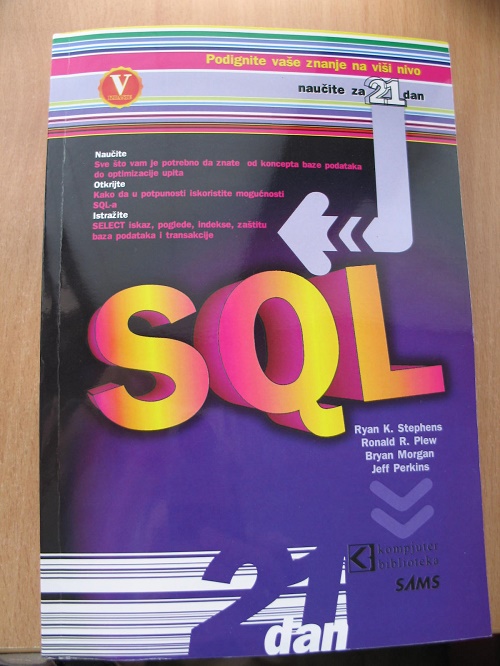 Podignite vaše znanje na viši nivo
naučite za 21 dan
V
Naučite
Sve što vam je potrebno da znate od koncepta baze podataka
do optimizacije upita
Otkrijte
Kako da u potpunosti iskoristite mogućnosti
SQL-a
Istražite
SELECT iskaz, poglede, indekse, zaštitu
baza podataka i transakcije
SQL
Ryan K. Stephens
Ronald R. Plew
Bryan Morgan
Jeff Perkins
kompjuter
biblioteka
SAMS
21
dan